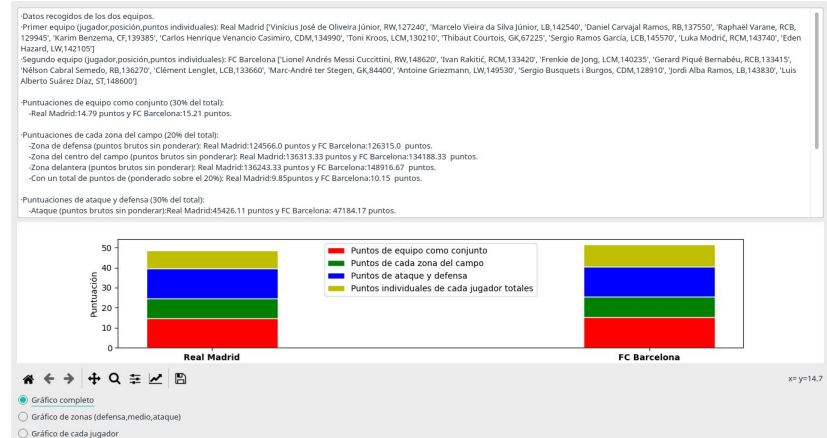 ·Datos recogidos de los dos equipos.
·Primer equipo (jugador,posición,puntos individuales): Real Madrid ['Vinícius José de Oliveira Júnior, RW,127240', 'Marcelo Vieira da Silva Júnior, LB,142540', 'Daniel Carvajal Ramos, RB,137550', 'Raphaël Varane, RCB,
129945', 'Karim Benzema, CF,139385', 'Carlos Henrique Venancio Casimiro, CDM,134990', 'Toni Kroos, LCM,130210', 'Thibaut Courtois, GK,67225', 'Sergio Ramos García, LCB,145570', 'Luka Modrić, RCM,143740', 'Eden
Hazard, LW,142105']
·Segundo equipo (jugador,posición,puntos individuales): FC Barcelona ['Lionel Andrés Messi Cuccittini, RW,148620', 'Ivan Rakitić, RCM,133420', 'Frenkie de Jong, LCM,140235', 'Gerard Piqué Bernabéu, RCB,133415',
'Nélson Cabral Semedo, RB,136270', 'Clément Lenglet, LCB,133660', 'Marc-André ter Stegen, GK,84400', 'Antoine Griezmann, LW,149530', 'Sergio Busquets i Burgos, CDM,128910', 'Jordi Alba Ramos, LB,143830', 'Luis
Alberto Suárez Díaz, ST,148600']
·Puntuaciones de equipo como conjunto (30% del total):
-Real Madrid:14.79 puntos y FC Barcelona:15.21 puntos.
·Puntuaciones de cada zona del campo (20% del total):
-Zona de defensa (puntos brutos sin ponderar): Real Madrid:124566.0 puntos y FC Barcelona:126315.0 puntos.
-Zona del centro del campo (puntos brutos sin ponderar): Real Madrid:136313.33 puntos y FC Barcelona:134188.33 puntos.
-Zona delantera (puntos brutos sin ponderar): Real Madrid:136243.33 puntos y FC Barcelona:148916.67 puntos.
-Con un total de puntos de (ponderado sobre el 20%): Real Madrid:9.85puntos y FC Barcelona:10.15 puntos.
·Puntuaciones de ataque y defensa (30% del total):
-Ataque (puntos brutos sin ponderar):Real Madrid:45426.11 puntos y FC Barcelona: 47184.17 puntos.
Puntuación
50
40
30
20
10
0
Puntos de equipo como conjunto
Puntos de cada zona del campo
Puntos de ataque y defensa
Puntos individuales de cada jugador totales
Real Madrid
FC Barcelona
x= y=14.7
Gráfico completo
Gráfico de zonas (defensa,medio,ataque)
Gráfico de cada jugador